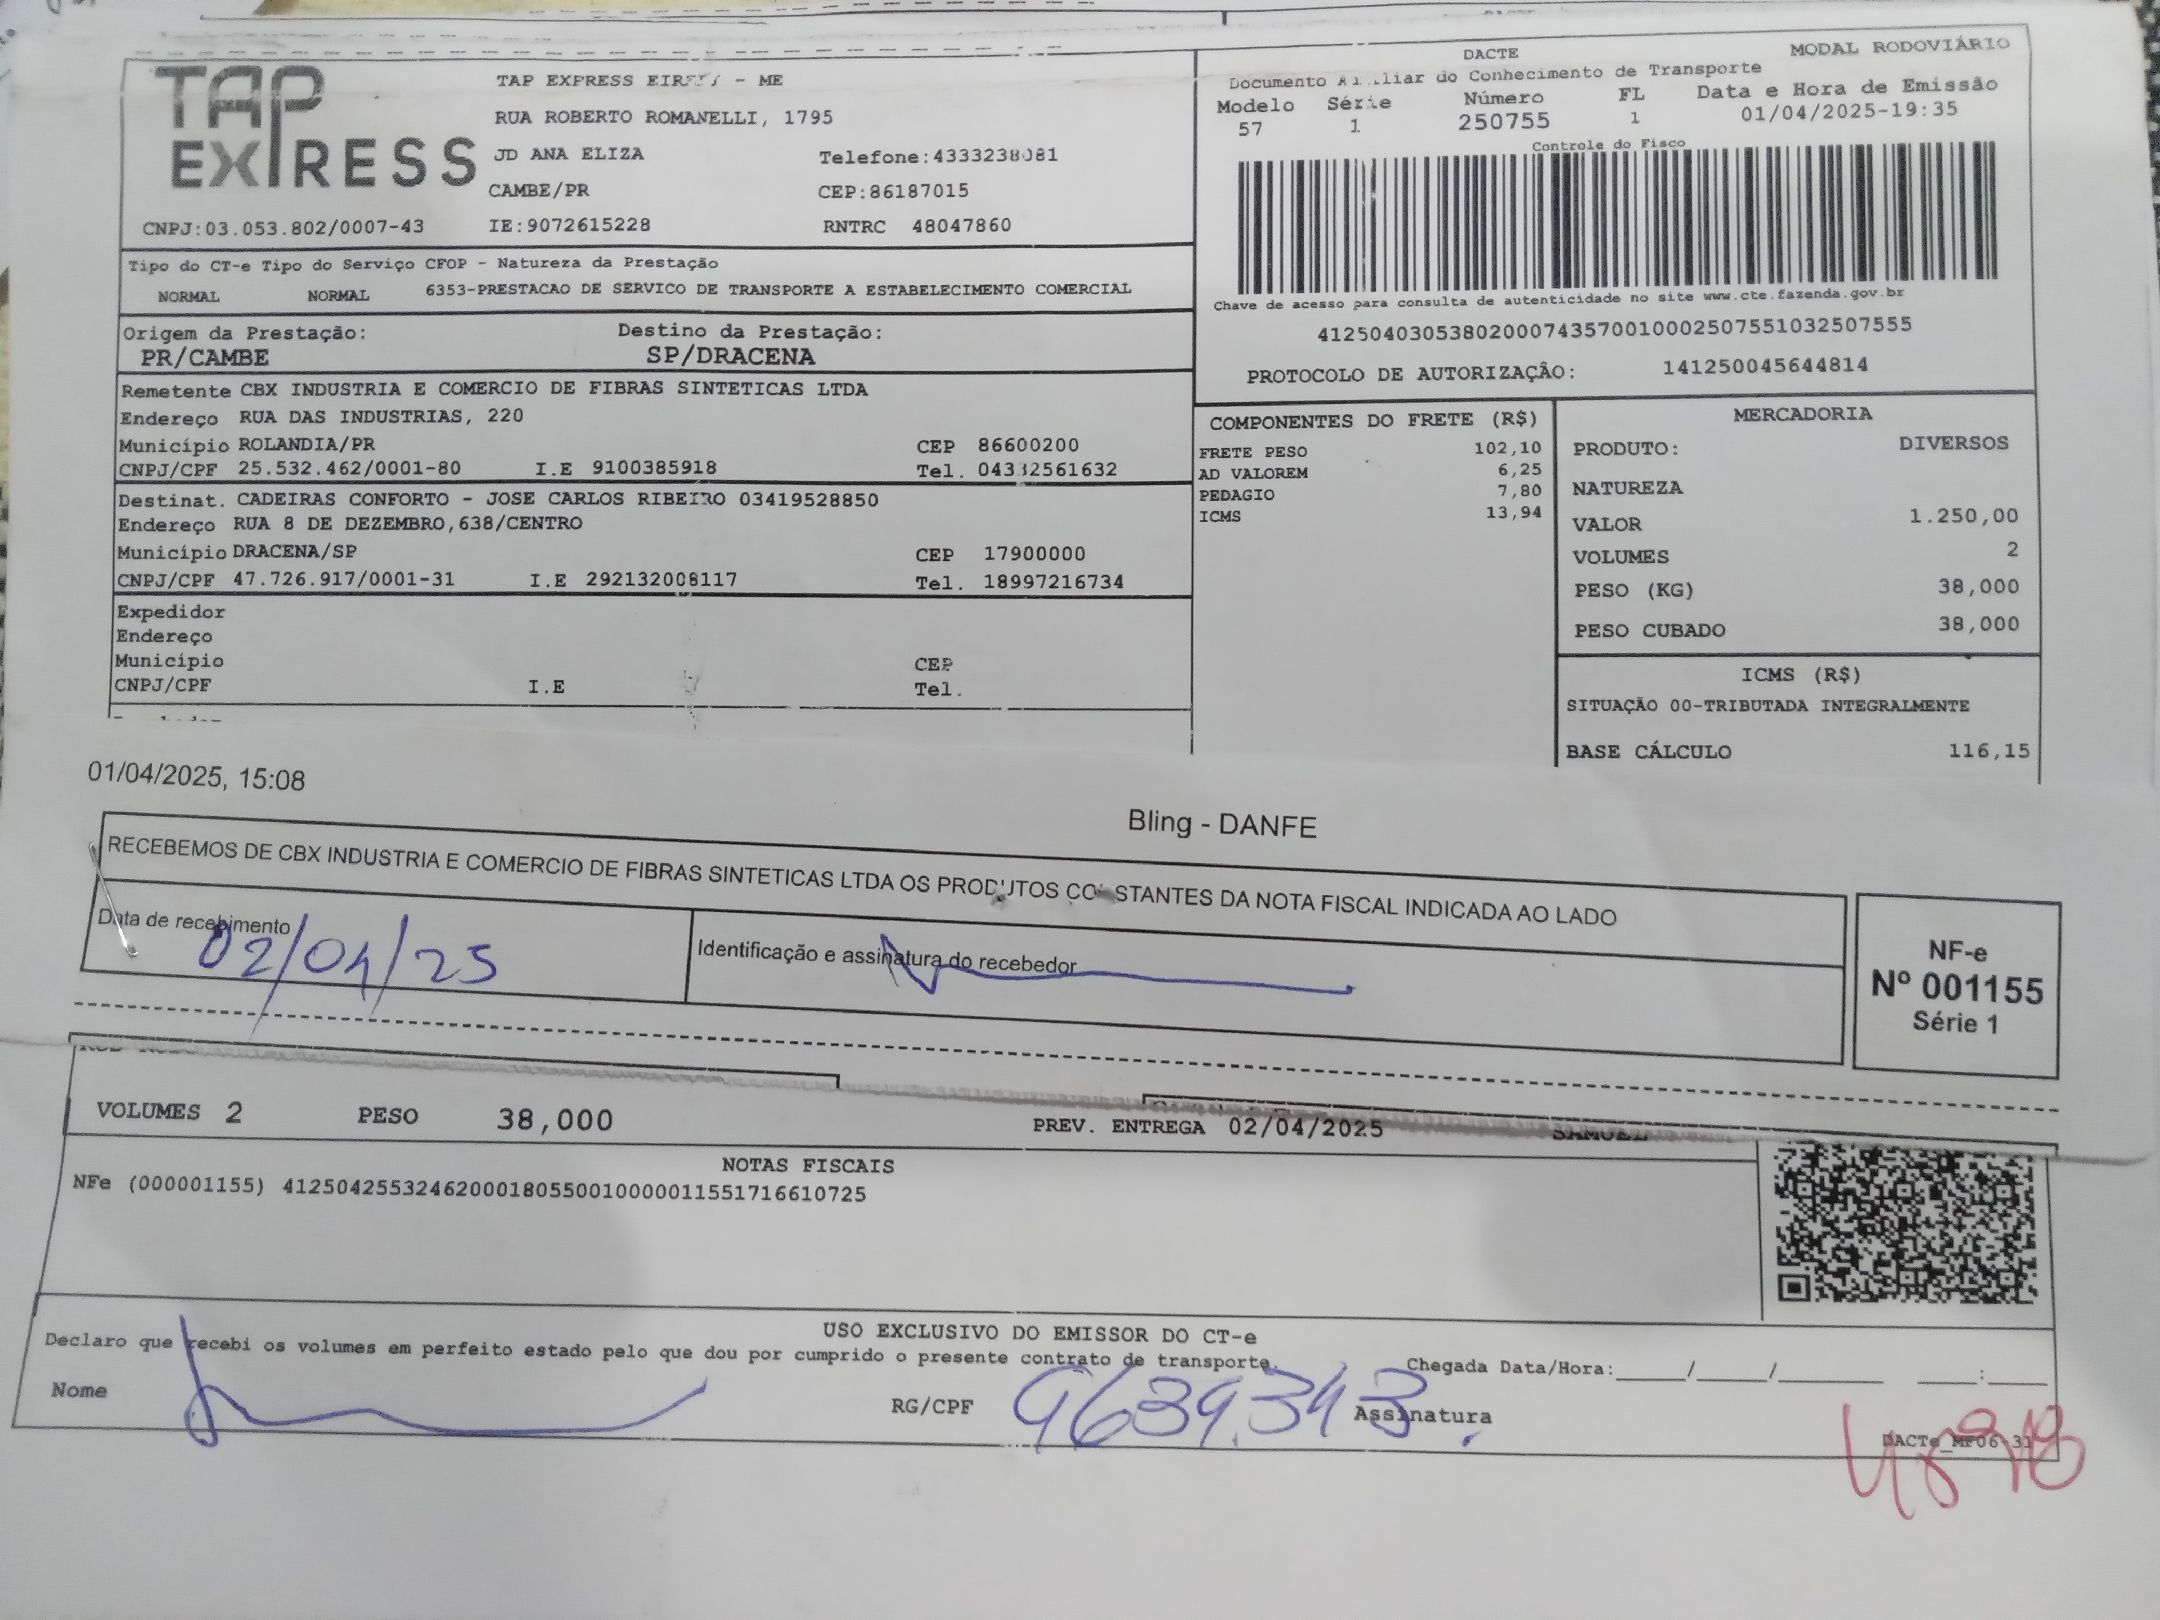 TAP EXPRESS
TAP EXPRESS - ME
RUA ROBERTO ROMANELLI, 1795
JD ANA ELIZA Telefone:4333238081
CAMBE/PR CEP:86187015
CNPJ:03.053.802/0007-43 IE:9072615228 RNTRC 48047860
DACTE MODAL RODOVIÁRIO
Documento Auxiliar do Conhecimento de Transporte
Modelo Série Número FL Data e Hora de Emissão
57 1 250755 1 01/04/2025-19:35
Controle do Fisco
Chave de acesso para consulta de autenticidade no site www.cte.fazenda.gov.br
41250403053802000743570010002507551032507555
PROTOCOLO DE AUTORIZAÇÃO: 141250045644814
Tipo do CT-e Tipo do Serviço CFOP - Natureza da Prestação
NORMAL NORMAL 6353-PRESTACAO DE SERVICO DE TRANSPORTE A ESTABELECIMENTO COMERCIAL
Origem da Prestação: Destino da Prestação:
PR/CAMBE SP/DRACENA
Remetente CBX INDUSTRIA E COMERCIO DE FIBRAS SINTETICAS LTDA
Endereço RUA DAS INDUSTRIAS, 220
Município ROLANDIA/PR CEP 86600200
CNPJ/CPF 25.532.462/0001-80 I.E 9100385918 Tel. 04332561632
Destinat. CADEIRAS CONFORTO - JOSE CARLOS RIBEIRO 03419528850
Endereço RUA 8 DE DEZEMBRO,638/CENTRO
Município DRACENA/SP CEP 17900000
CNPJ/CPF 47.726.917/0001-31 I.E 292132008117 Tel. 18997216734
Expedidor
Endereço
Município CEP
CNPJ/CPF I.E Tel.
COMPONENTES DO FRETE (R$)
FRETE PESO 102,10
AD VALOREM 6,25
PEDAGIO 7,80
ICMS 13,94
MERCADORIA
PRODUTO: DIVERSOS
NATUREZA
VALOR 1.250,00
VOLUMES 2
PESO (KG) 38,000
PESO CUBADO 38,000
ICMS (R$)
SITUAÇÃO 00-TRIBUTADA INTEGRALMENTE
BASE CÁLCULO 116,15
01/04/2025, 15:08
Bling - DANFE
RECEBEMOS DE CBX INDUSTRIA E COMERCIO DE FIBRAS SINTETICAS LTDA OS PRODUTOS CONSTANTES DA NOTA FISCAL INDICADA AO LADO
Data de recebimento
02/04/25
Identificação e assinatura do recebedor
NF-e
Nº 001155
Série 1
VOLUMES 2 PESO 38,000 PREV. ENTREGA 02/04/2025 SAMUEL
NOTAS FISCAIS
NFe (000001155) 41250425532462000180550010000011551716610725
USO EXCLUSIVO DO EMISSOR DO CT-e
Declaro que recebi os volumes em perfeito estado pelo que dou por cumprido o presente contrato de transporte.
Chegada Data/Hora:_____/_____/________ ____:____
Nome RG/CPF 9639.343. Assinatura